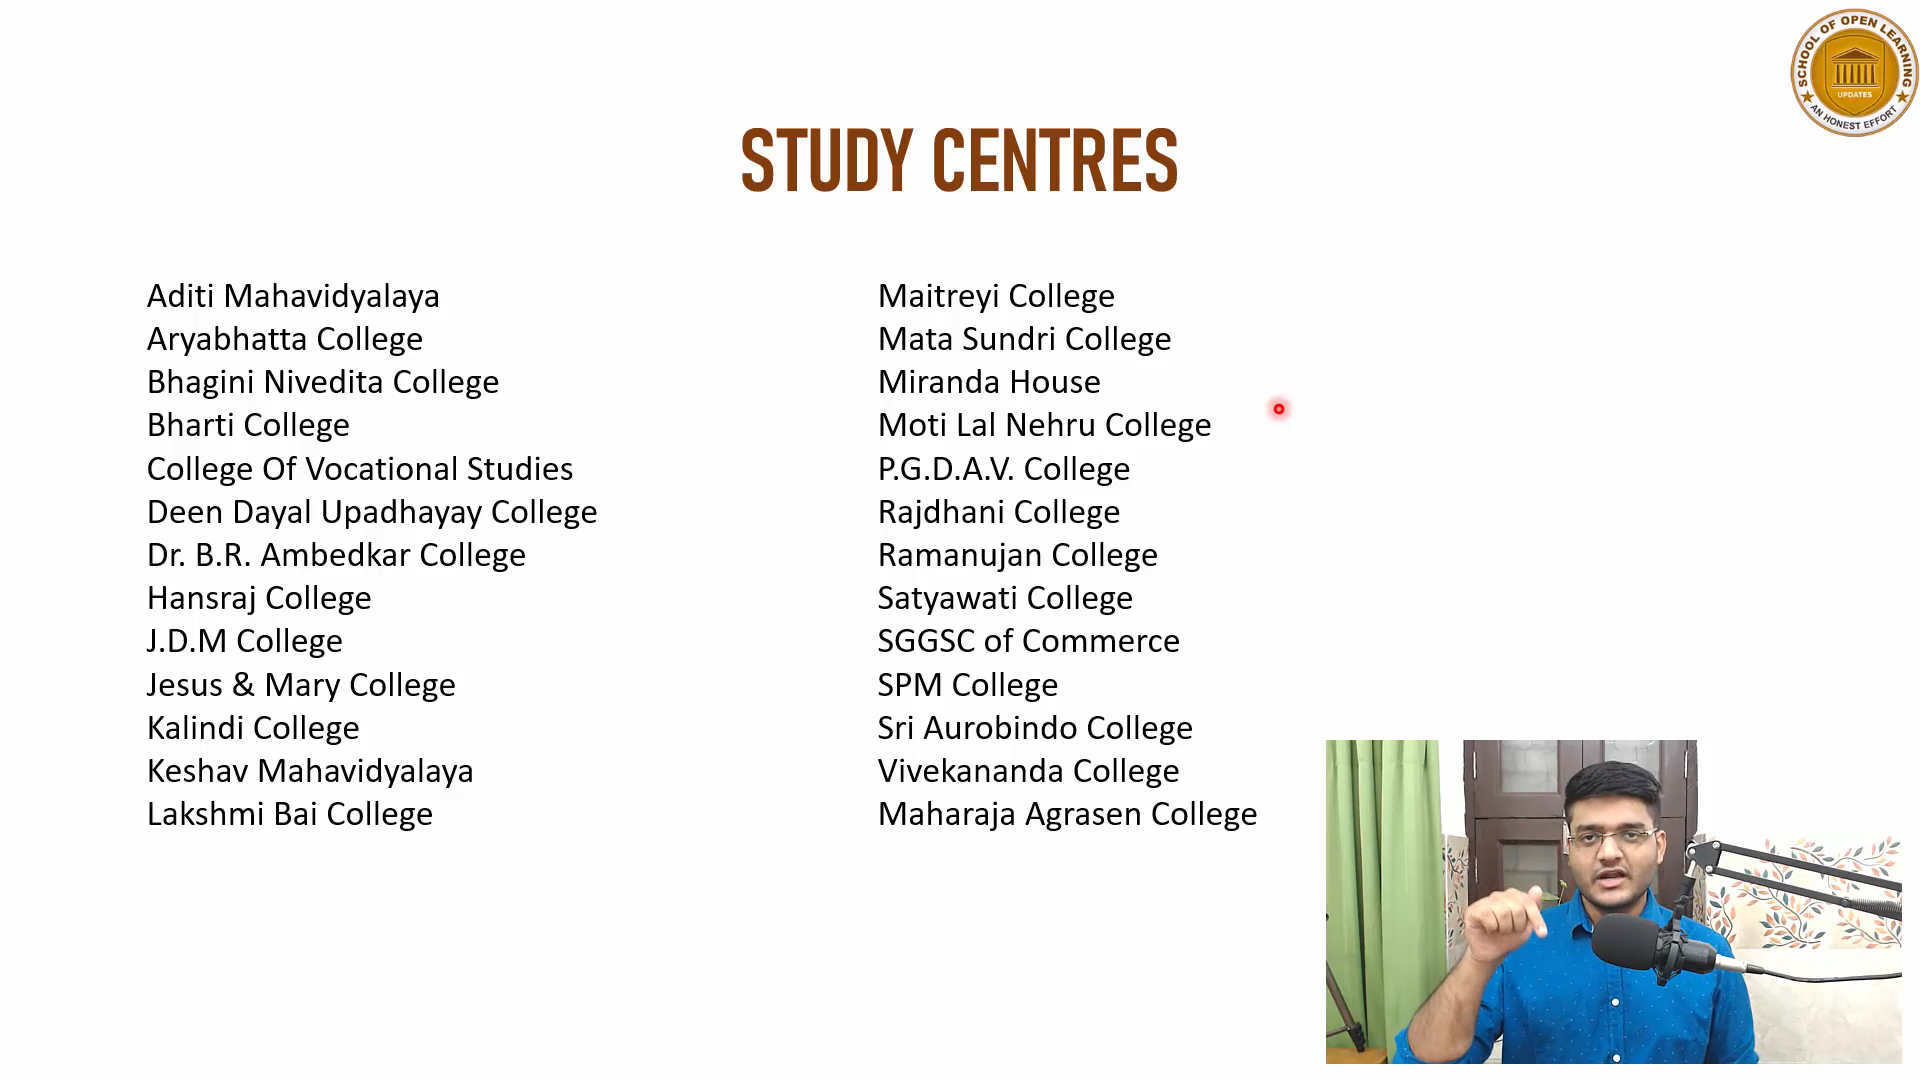 SCHOOL OF OPEN LEARNING
UPDATES
AN HONEST EFFORT
STUDY CENTRES
Aditi Mahavidyalaya
Aryabhatta College
Bhagini Nivedita College
Bharti College
College Of Vocational Studies
Deen Dayal Upadhayay College
Dr. B.R. Ambedkar College
Hansraj College
J.D.M College
Jesus & Mary College
Kalindi College
Keshav Mahavidyalaya
Lakshmi Bai College
Maitreyi College
Mata Sundri College
Miranda House
Moti Lal Nehru College
P.G.D.A.V. College
Rajdhani College
Ramanujan College
Satyawati College
SGGSC of Commerce
SPM College
Sri Aurobindo College
Vivekananda College
Maharaja Agrasen College